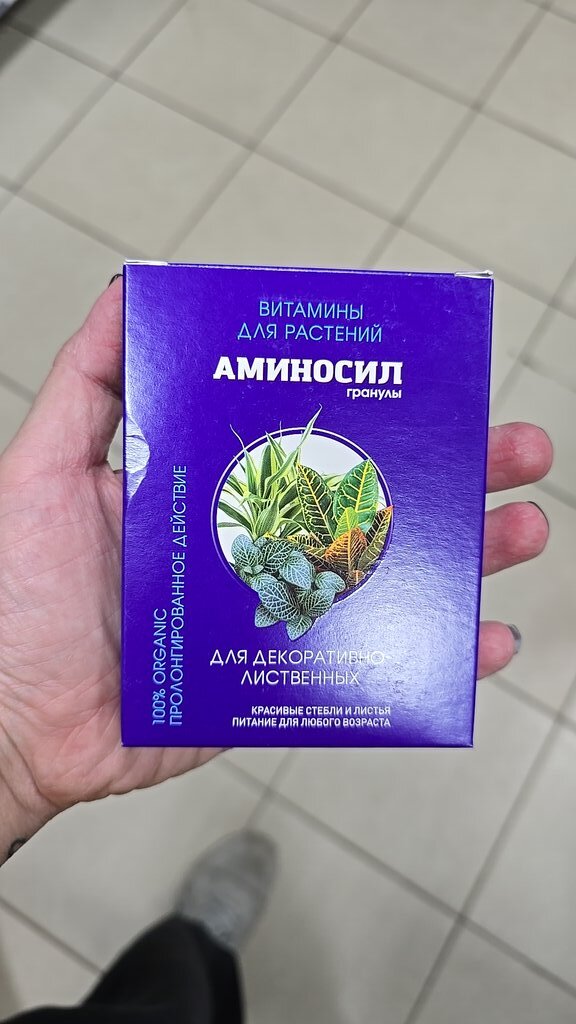 ВИТАМИНЫ
ДЛЯ РАСТЕНИЙ
АМИНОСИЛ
гранулы
100% ORGANIC
ПРОЛОНГИРОВАННОЕ ДЕЙСТВИЕ
ДЛЯ ДЕКОРАТИВНО-
ЛИСТВЕННЫХ
КРАСИВЫЕ СТЕБЛИ И ЛИСТЬЯ
ПИТАНИЕ ДЛЯ ЛЮБОГО ВОЗРАСТА